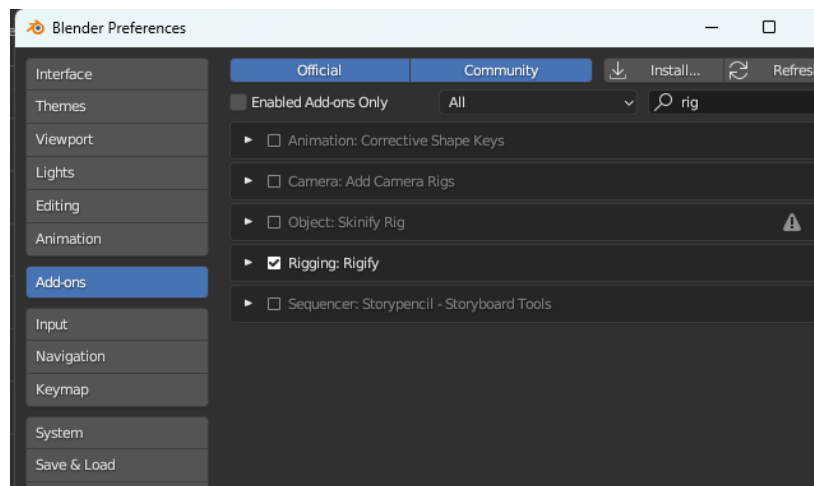 Blender Preferences
Interface
Themes
Viewport
Lights
Editing
Animation
Add-ons
Input
Navigation
Keymap
System
Save & Load
Official Community Install... Refres
Enabled Add-ons Only All rig
Animation: Corrective Shape Keys
Camera: Add Camera Rigs
Object: Skinify Rig
Rigging: Rigify
Sequencer: Storypencil - Storyboard Tools